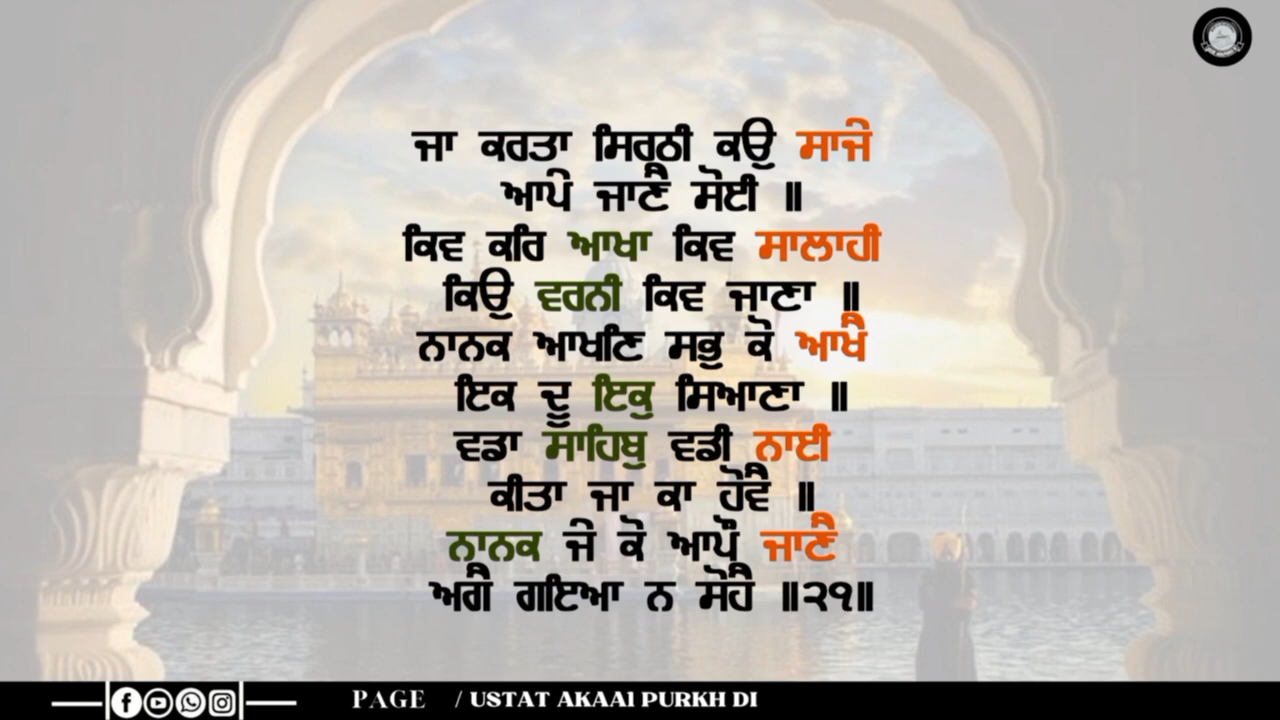 ਜਾ ਕਰਤਾ ਸਿਰਠੀ ਕਉ ਸਾਜੇ
ਆਪੇ ਜਾਣੈ ਸੋਈ ॥
ਕਿਵ ਕਰਿ ਆਖਾ ਕਿਵ ਸਾਲਾਹੀ
ਕਿਉ ਵਰਨੀ ਕਿਵ ਜਾਣਾ ॥
ਨਾਨਕ ਆਖਣਿ ਸਭੁ ਕੋ ਆਖੈ
ਇਕ ਦੂ ਇਕੁ ਸਿਆਣਾ ॥
ਵਡਾ ਸਾਹਿਬੁ ਵਡੀ ਨਾਈ
ਕੀਤਾ ਜਾ ਕਾ ਹੋਵੈ ॥
ਨਾਨਕ ਜੇ ਕੋ ਆਪੌ ਜਾਣੈ
ਅਗੈ ਗਇਆ ਨ ਸੋਹੈ ॥੨੧॥
PAGE / USTAT AKAAl PURKH DI